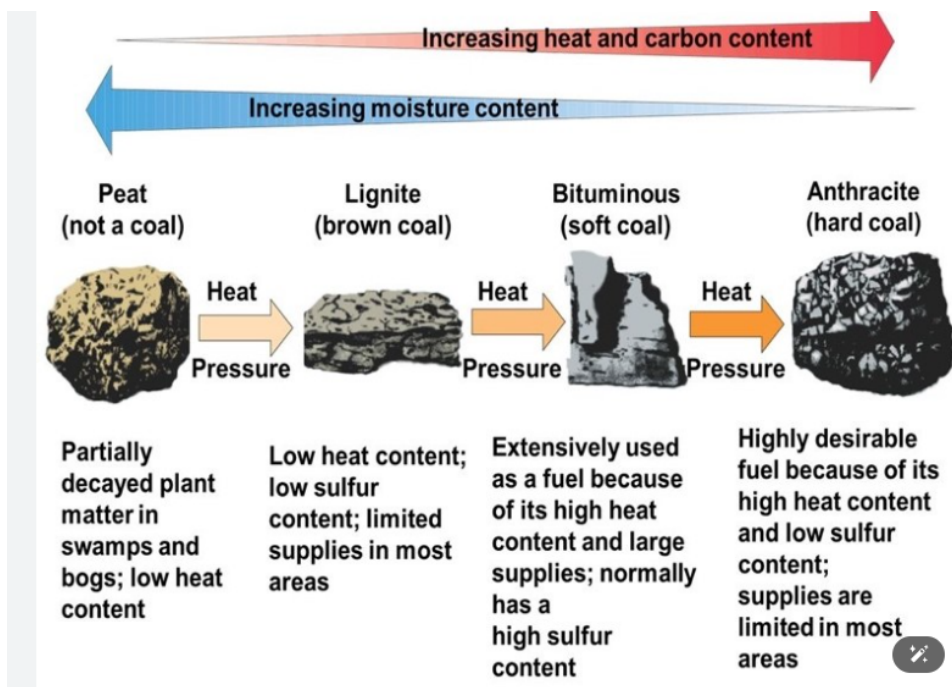 Increasing heat and carbon content
Increasing moisture content
Peat
(not a coal)
Lignite
(brown coal)
Bituminous
(soft coal)
Anthracite
(hard coal)
Heat
Pressure
Heat
Pressure
Heat
Pressure
Partially
decayed plant
matter in
swamps and
bogs; low heat
content
Low heat content;
low sulfur
content; limited
supplies in most
areas
Extensively used
as a fuel because
of its high heat
content and large
supplies; normally
has a
high sulfur
content
Highly desirable
fuel because of its
high heat content
and low sulfur
content;
supplies are
limited in most
areas